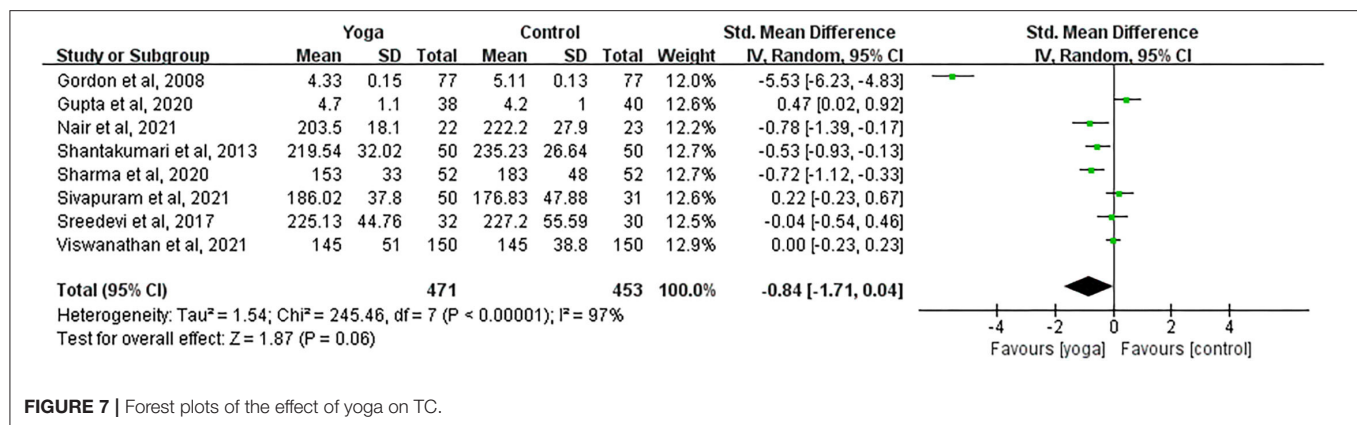 Yoga Control Std. Mean Difference Std. Mean Difference
Study or Subgroup Mean SD Total Mean SD Total Weight IV, Random, 95% CI IV, Random, 95% CI
Gordon et al, 2008 4.33 0.15 77 5.11 0.13 77 12.0% -5.53 [-6.23, -4.83]
Gupta et al, 2020 4.7 1.1 38 4.2 1 40 12.6% 0.47 [0.02, 0.92]
Nair et al, 2021 203.5 18.1 22 222.2 27.9 23 12.2% -0.78 [-1.39, -0.17]
Shantakumari et al, 2013 219.54 32.02 50 235.23 26.64 50 12.7% -0.53 [-0.93, -0.13]
Sharma et al, 2020 153 33 52 183 48 52 12.7% -0.72 [-1.12, -0.33]
Sivapuram et al, 2021 186.02 37.8 50 176.83 47.88 31 12.5% 0.22 [-0.23, 0.67]
Sreedevi et al, 2017 225.13 44.76 32 227.2 55.59 30 12.5% -0.04 [-0.54, 0.46]
Viswanathan et al, 2021 145 51 150 145 38.8 150 12.9% 0.00 [-0.23, 0.23]
Total (95% CI) 471 453 100.0% -0.84 [-1.71, 0.04]
Heterogeneity: Tau² = 1.54; Chi² = 245.46, df = 7 (P < 0.00001); I² = 97%
Test for overall effect: Z = 1.87 (P = 0.06)
-4 -2 0 2 4
Favours [yoga] Favours [control]
FIGURE 7 | Forest plots of the effect of yoga on TC.